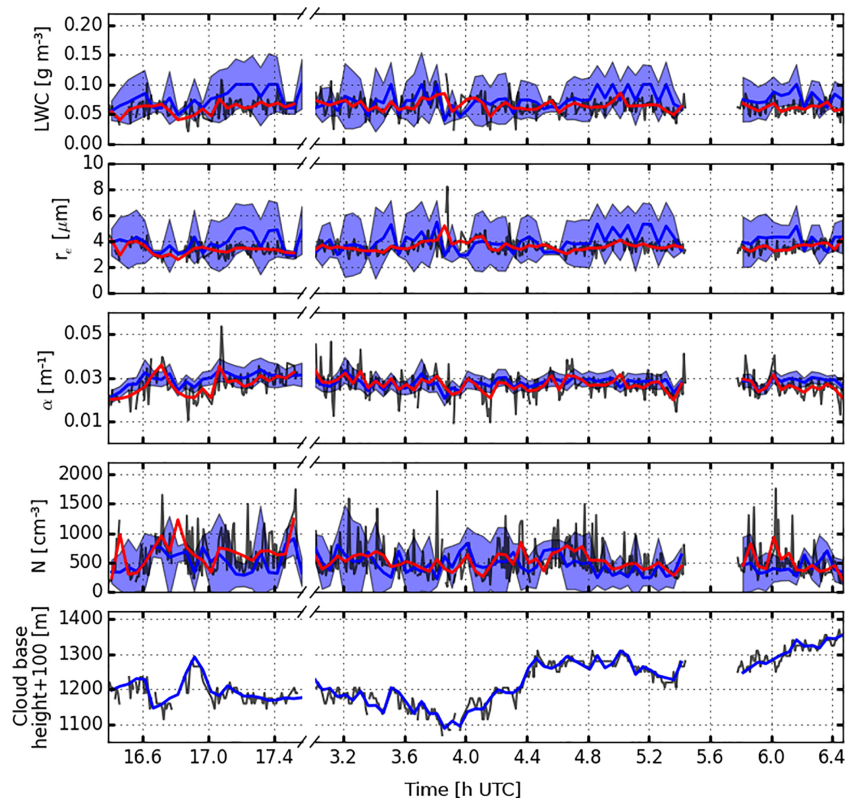 LWC [g m⁻³]
0.20
0.15
0.10
0.05
0.00
rₑ [μm]
10
8
6
4
2
0
α [m⁻¹]
0.05
0.03
0.01
N [cm⁻³]
2000
1500
1000
500
0
Cloud base
height+100 [m]
1400
1300
1200
1100
16.6 17.0 17.4 3.2 3.6 4.0 4.4 4.8 5.2 5.6 6.0 6.4
Time [h UTC]